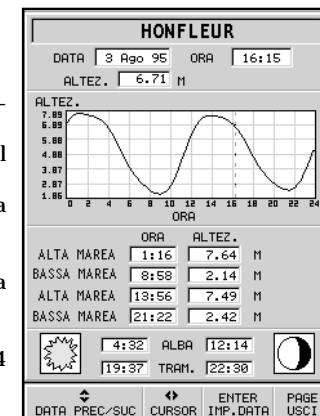 HONFLEUR
DATA 3 Ago 95 ORA 16:15
ALTEZ. 6.71 M
ALTEZ.
7.89
6.89
5.88
4.88
3.87
2.87
1.86
0 2 4 6 8 10 12 14 16 18 20 22 24
ORA
ORA ALTEZ.
ALTA MAREA 1:16 7.64 M
BASSA MAREA 8:58 2.14 M
ALTA MAREA 13:56 7.49 M
BASSA MAREA 21:22 2.42 M
4:32 ALBA 12:14
19:37 TRAM. 22:30
DATA PREC/SUC CURSOR ENTER IMP.DATA PAGE USCI
l
a
a
4